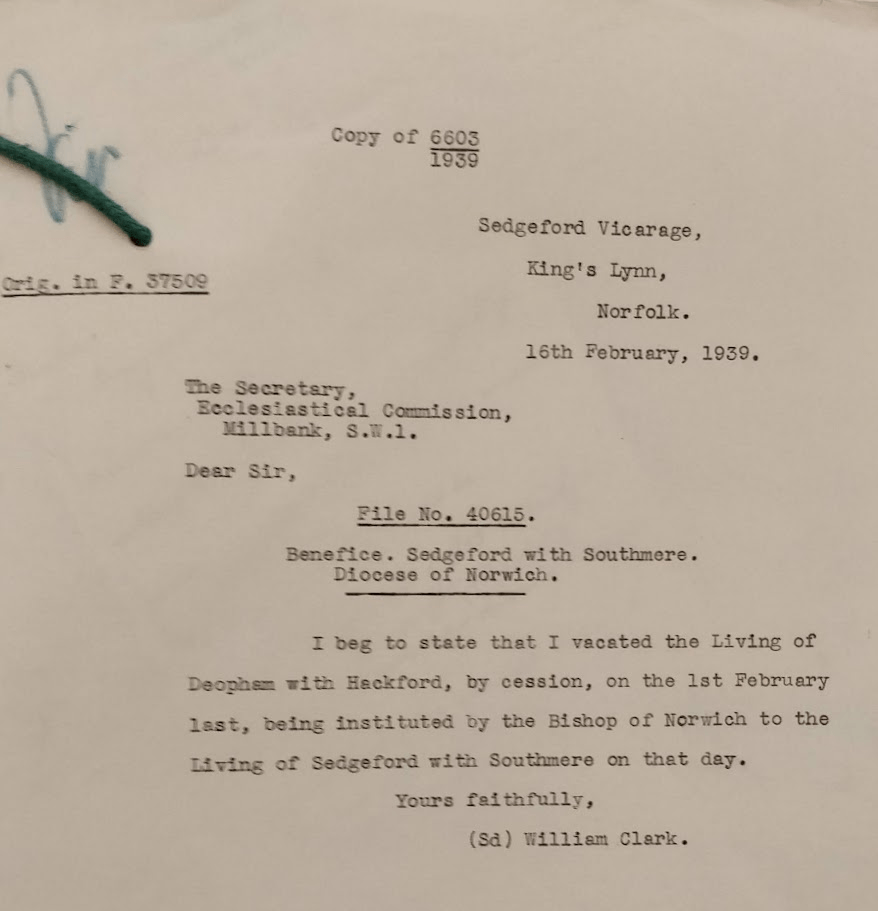 Copy of 6603
1939
Sedgeford Vicarage,
King's Lynn,
Orig. in F. 37509
Norfolk.
16th February, 1939.
The Secretary,
Ecclesiastical Commission,
Millbank, S.W.1.
Dear Sir,
File No. 40615.
Benefice. Sedgeford with Southmere.
Diocese of Norwich.
I beg to state that I vacated the Living of
Deopham with Hackford, by cession, on the 1st February
last, being instituted by the Bishop of Norwich to the
Living of Sedgeford with Southmere on that day.
Yours faithfully,
(Sd) William Clark.